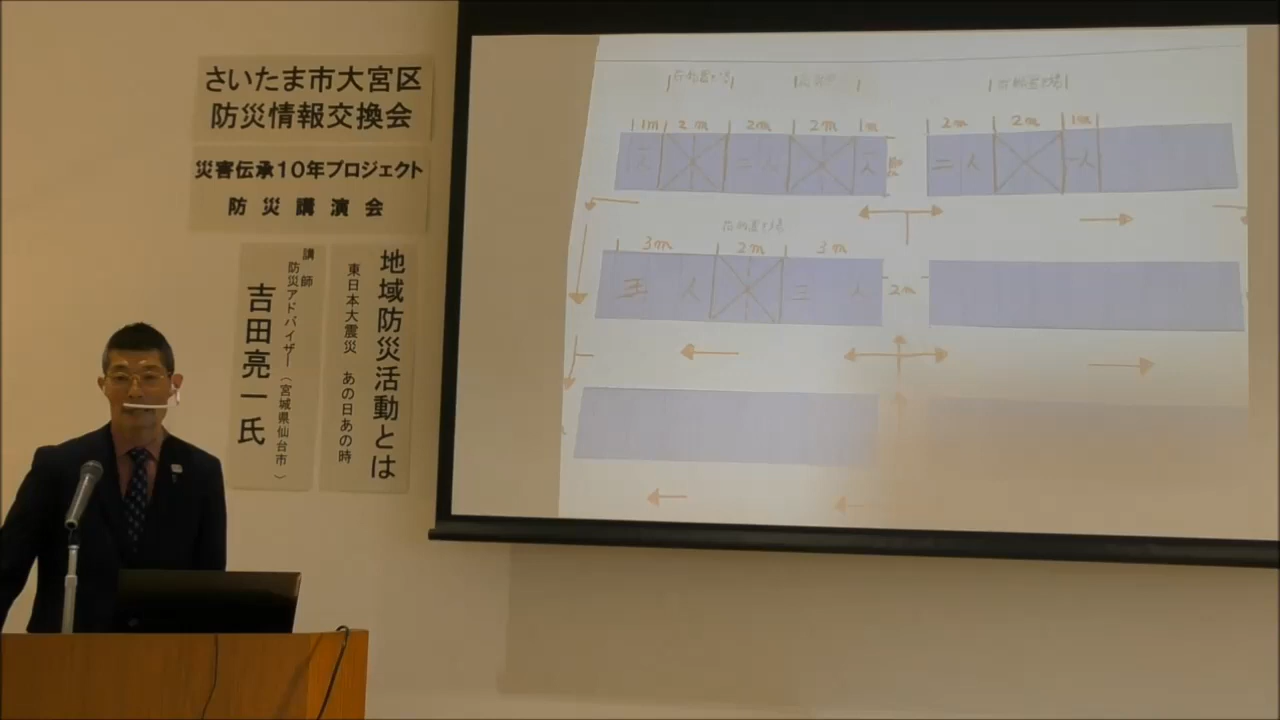 さいたま市大宮区
防災情報交換会
災害伝承10年プロジェクト
防災講演会
地域防災活動とは
東日本大震災 あの日あの時
講師
防災アドバイザー（宮城県仙台市）
吉田亮一氏
1m 2m 2m 2m 1m
2m 2m 1m
二人 一人
二人 一人
3m 2m 3m
三人 三人
2m